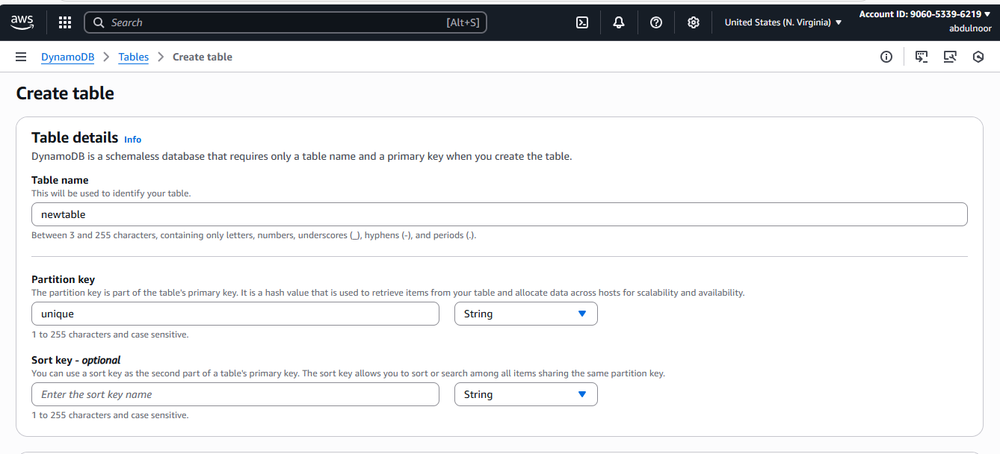 aws
Search [Alt+S] United States (N. Virginia) Account ID: 9060-5339-6219
abdulnoor
DynamoDB Tables Create table
Create table
Table details Info
DynamoDB is a schemaless database that requires only a table name and a primary key when you create the table.
Table name
This will be used to identify your table.
newtable
Between 3 and 255 characters, containing only letters, numbers, underscores (_), hyphens (-), and periods (.).
Partition key
The partition key is part of the table's primary key. It is a hash value that is used to retrieve items from your table and allocate data across hosts for scalability and availability.
unique String
1 to 255 characters and case sensitive.
Sort key - optional
You can use a sort key as the second part of a table's primary key. The sort key allows you to sort or search among all items sharing the same partition key.
Enter the sort key name String
1 to 255 characters and case sensitive.